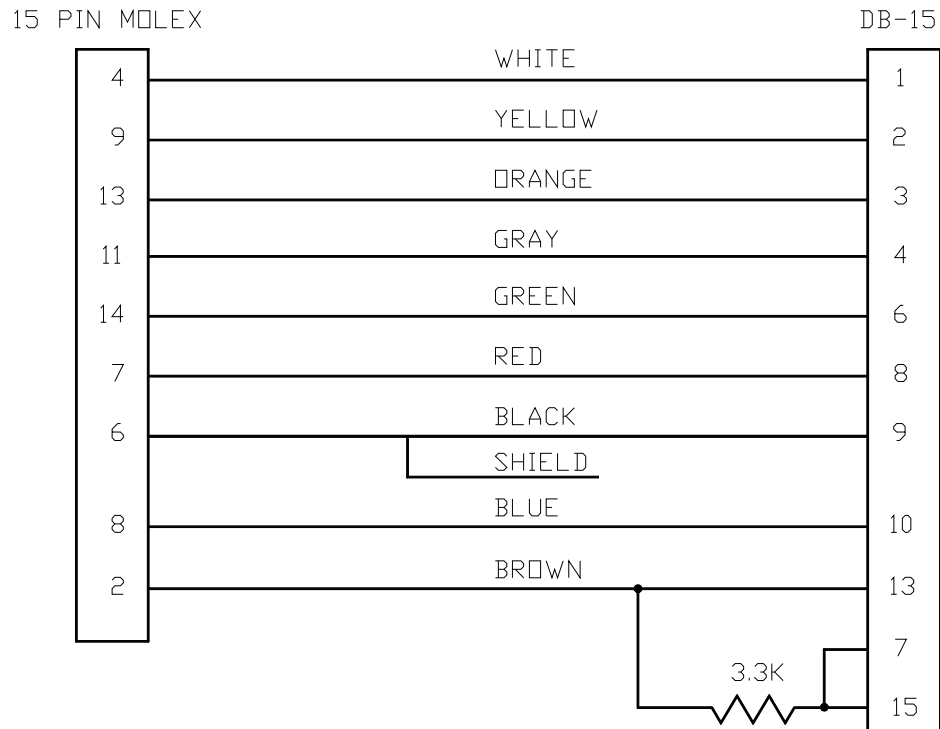 15 PIN MOLEX DB-15
4 WHITE 1
9 YELLOW 2
13 ORANGE 3
11 GRAY 4
14 GREEN 6
7 RED 8
6 BLACK 9
SHIELD
8 BLUE 10
2 BROWN 13
7
3.3K
15